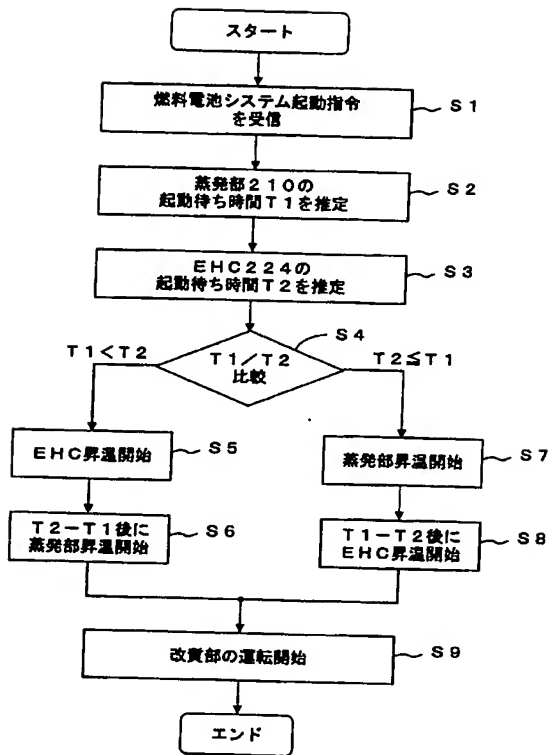 スタート
燃料電池システム起動指令
を受信
S1
蒸発部210の
起動待ち時間T1を推定
S2
EHC224の
起動待ち時間T2を推定
S3
S4
T1<T2
T1/T2
比較
T2≦T1
EHC昇温開始
S5
蒸発部昇温開始
S7
T2-T1後に
蒸発部昇温開始
S6
T1-T2後に
EHC昇温開始
S8
改質部の運転開始
S9
エンド